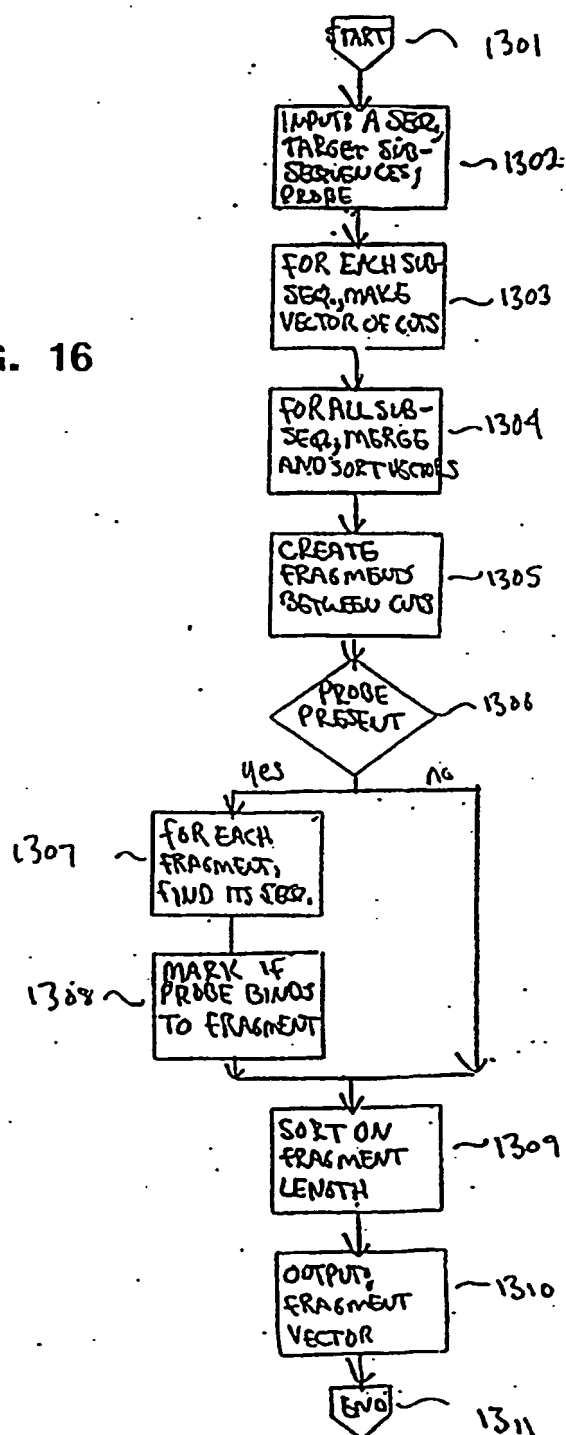 START
1301
INPUT: A SEQ,
TARGET SUB-
SEQUENCES,
PROBE
1302
FOR EACH SUB-
SEQ., MAKE
VECTOR OF CUTS
1303
G. 16
FOR ALL SUB-
SEQ., MERGE
AND SORT VECTORS
1304
CREATE
FRAGMENTS
BETWEEN CUTS
1305
PROBE
PRESENT
1306
yes
no
1307
FOR EACH
FRAGMENT,
FIND ITS SEQ.
1308
MARK IF
PROBE BINDS
TO FRAGMENT
SORT ON
FRAGMENT
LENGTH
1309
OUTPUT:
FRAGMENT
VECTOR
1310
END
1311